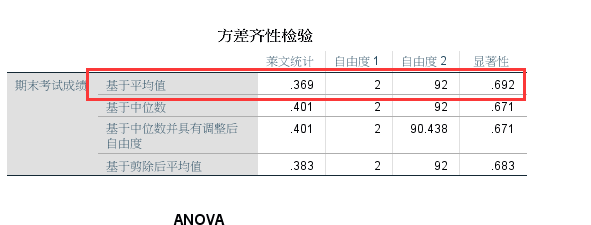 方差齐性检验
莱文统计 自由度 1 自由度 2 显著性
期末考试成绩 基于平均值 .369 2 92 .692
基于中位数 .401 2 92 .671
基于中位数并具有调整后自由度 .401 2 90.438 .671
基于剪除后平均值 .383 2 92 .683
ANOVA